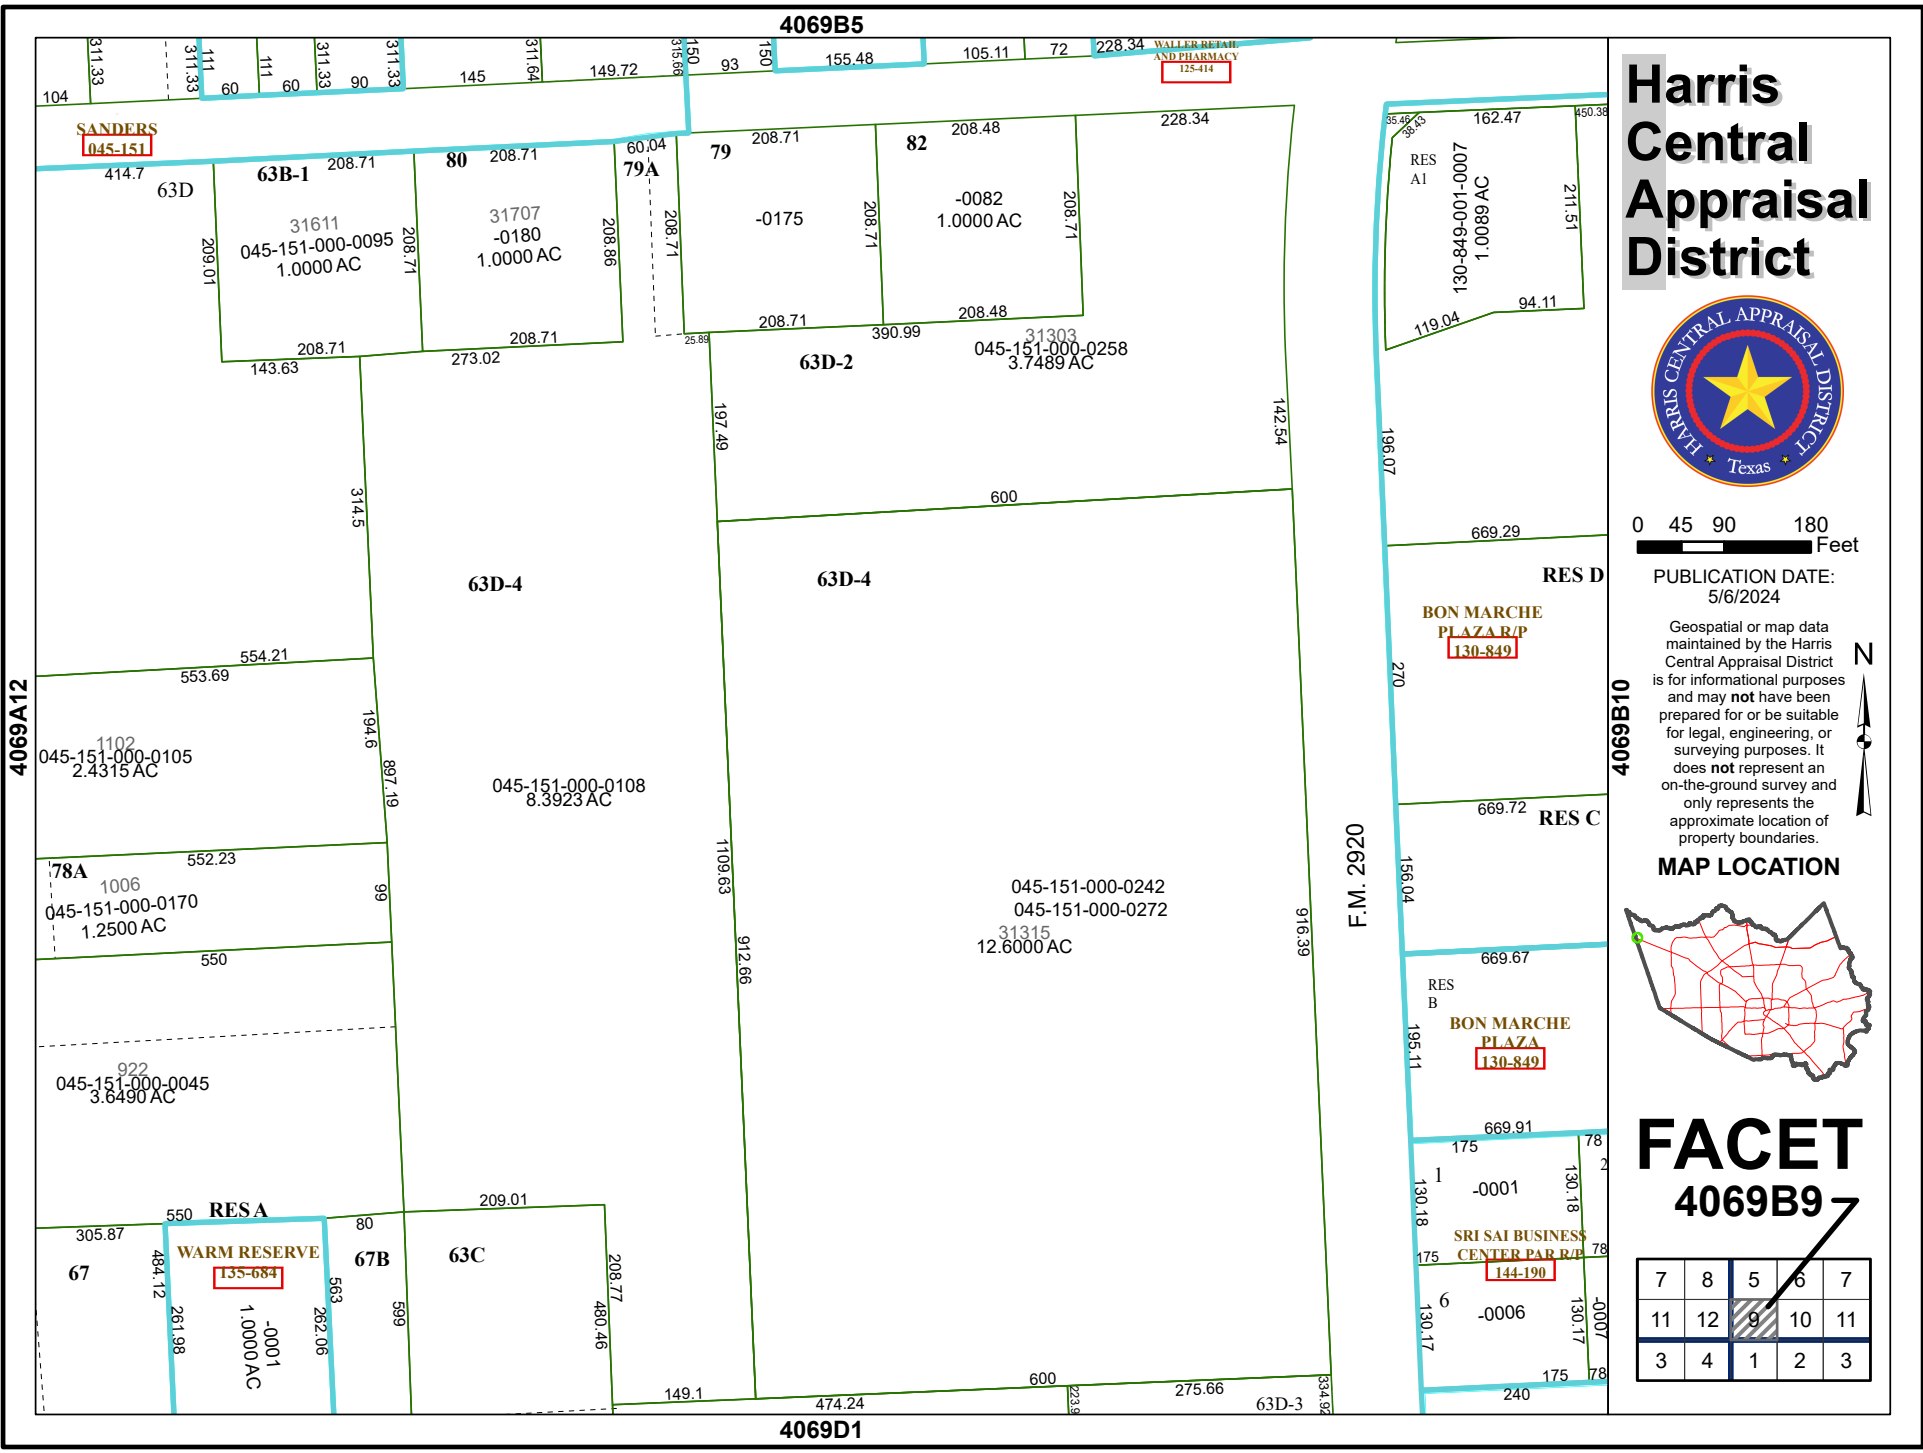 4069B5
311.33
311.33
111
111
311.33
311.33
311.64
315.66
150
150
104
60
60
90
145
149.72
93
155.48
105.11
72
228.34
WALLER RETAIL
AND PHARMACY
125-414
SANDERS
045-151
414.7
63D
63B-1
208.71
80
208.71
60.04
79A
79
208.71
82
208.48
228.34
209.01
31611
045-151-000-0095
1.0000 AC
208.71
31707
-0180
1.0000 AC
208.86
208.71
-0175
208.71
-0082
1.0000 AC
208.71
208.71
143.63
208.71
273.02
25.89
208.71
390.99
208.48
63D-2
31303
045-151-000-0258
3.7489 AC
197.49
142.54
35.46
38.43
162.47
450.38
RES
A1
130-849-001-0007
1.0089 AC
211.51
94.11
119.04
196.07
314.5
600
669.29
63D-4
63D-4
RES D
BON MARCHE
PLAZA R/P
130-849
554.21
553.69
194.6
270
1102
045-151-000-0105
2.4315 AC
897.19
045-151-000-0108
8.3923 AC
669.72
RES C
552.23
78A
1006
045-151-000-0170
1.2500 AC
99
1109.63
F.M. 2920
156.04
045-151-000-0242
045-151-000-0272
31315
12.6000 AC
912.66
916.39
550
669.67
RES
B
BON MARCHE
PLAZA
130-849
195.11
922
045-151-000-0045
3.6490 AC
669.91
175
78
1
-0001
130.18
130.18
2
SRI SAI BUSINESS
CENTER PAR R/P
144-190
175
78
6
-0006
130.17
130.17
-0007
175
78
240
550
RES A
305.87
80
209.01
WARM RESERVE
135-684
67
67B
63C
484.12
261.98
-0001
1.0000 AC
563
262.06
599
208.77
480.46
149.1
474.24
600
223.9
275.66
63D-3
334.92
4069A12
4069B10
4069D1
Harris
Central
Appraisal
District
HARRIS CENTRAL APPRAISAL DISTRICT
Texas
0 45 90 180
Feet
PUBLICATION DATE:
5/6/2024
Geospatial or map data
maintained by the Harris
Central Appraisal District
is for informational purposes
and may not have been
prepared for or be suitable
for legal, engineering, or
surveying purposes. It
does not represent an
on-the-ground survey and
only represents the
approximate location of
property boundaries.
N
MAP LOCATION
FACET
4069B9
7 8 5 6 7
11 12 9 10 11
3 4 1 2 3